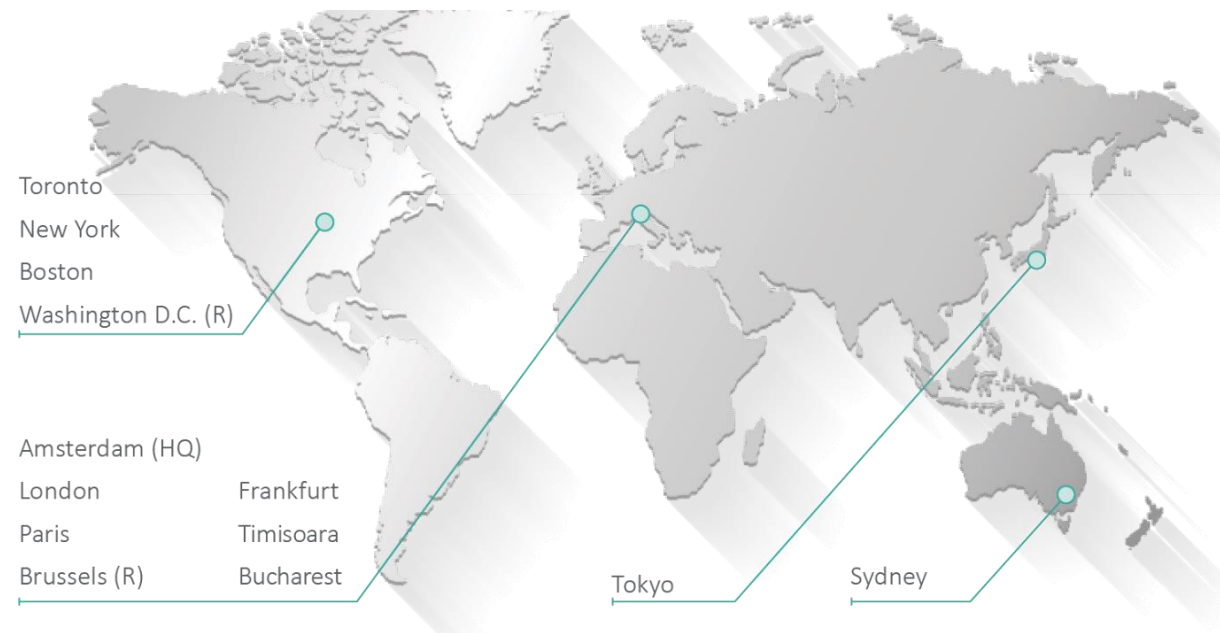 Toronto
New York
Boston
Washington D.C. (R)
Amsterdam (HQ)
London
Paris
Brussels (R)
Frankfurt
Timisoara
Bucharest
Tokyo
Sydney